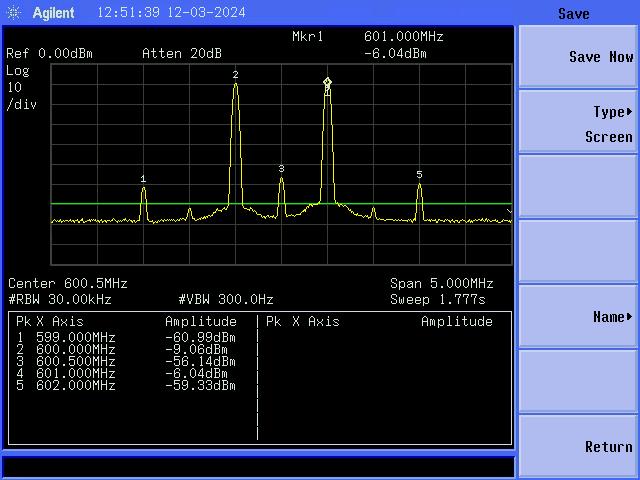 Agilent 12:51:39 12-03-2024 Save
Mkr1 601.000MHz
Ref 0.00dBm Atten 20dB -6.04dBm
Log
10
/div
2
1
3
5
Center 600.5MHz Span 5.000MHz
#RBW 30.00kHz #VBW 300.0Hz Sweep 1.777s
Pk X Axis Amplitude Pk X Axis Amplitude
1 599.000MHz -60.99dBm
2 600.000MHz -9.06dBm
3 600.500MHz -56.14dBm
4 601.000MHz -6.04dBm
5 602.000MHz -59.33dBm
Save Now
Type
Screen
Name
Return